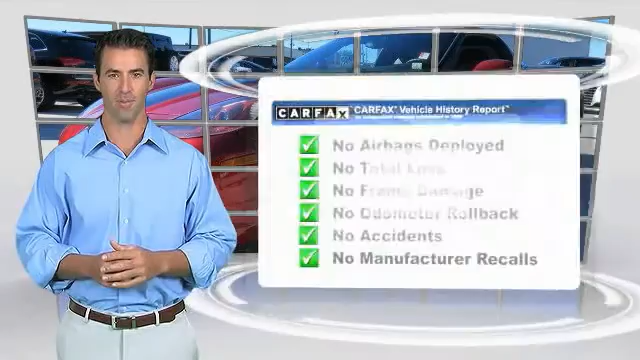 CARFAX CARFAX Vehicle History Report™
No Airbags Deployed
No Total Loss
No Frame Damage
No Odometer Rollback
No Accidents
No Manufacturer Recalls